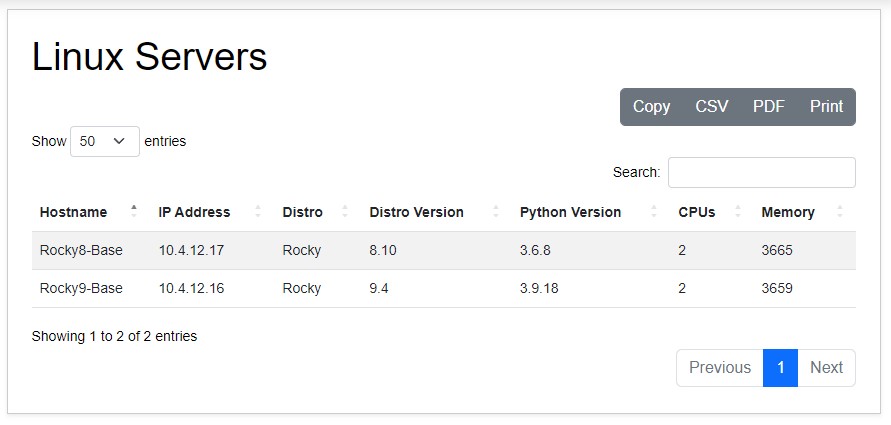 Linux Servers
Copy CSV PDF Print
Show 50 entries
Search:
Hostname IP Address Distro Distro Version Python Version CPUs Memory
Rocky8-Base 10.4.12.17 Rocky 8.10 3.6.8 2 3665
Rocky9-Base 10.4.12.16 Rocky 9.4 3.9.18 2 3659
Showing 1 to 2 of 2 entries
Previous 1 Next